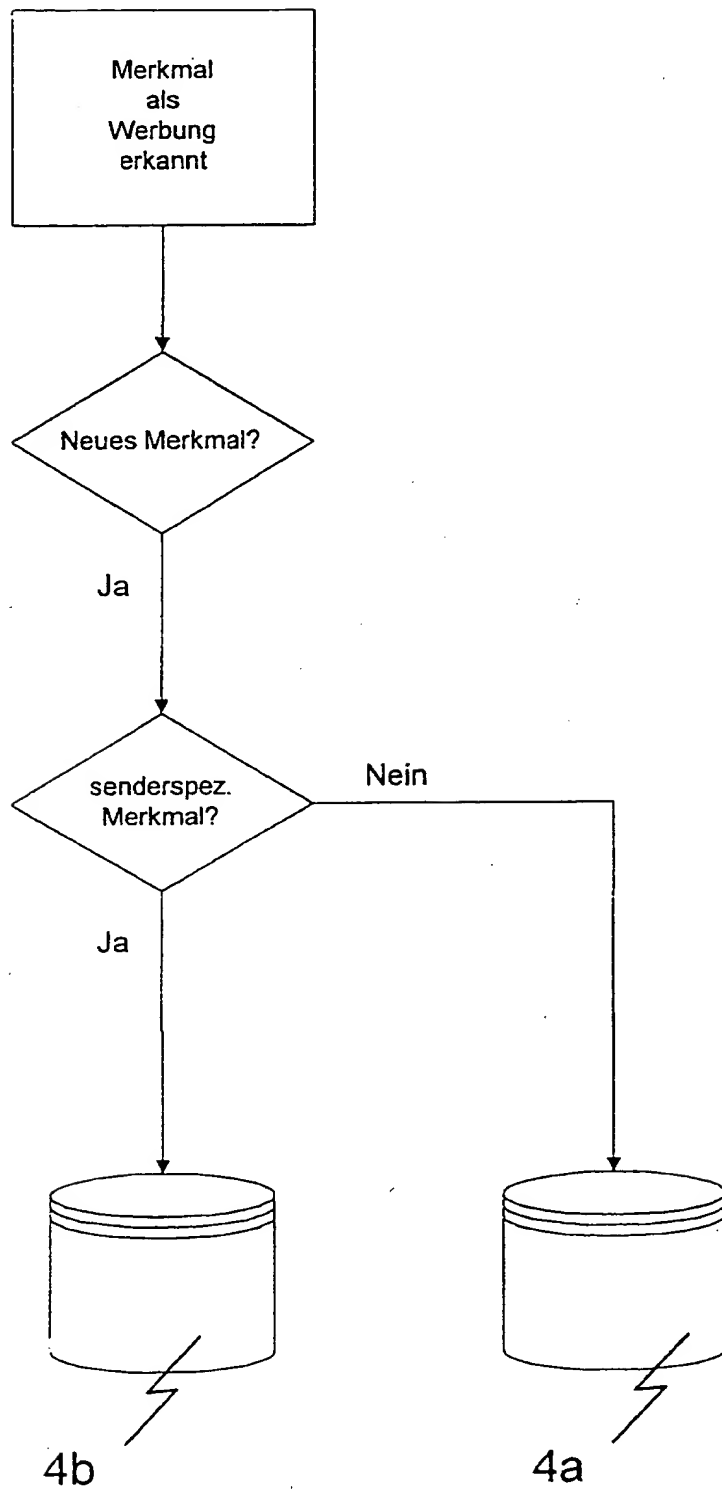 Merkmal
als
Werbung
erkannt
Neues Merkmal?
Ja
senderspez.
Merkmal?
Nein
Ja
4b
4a